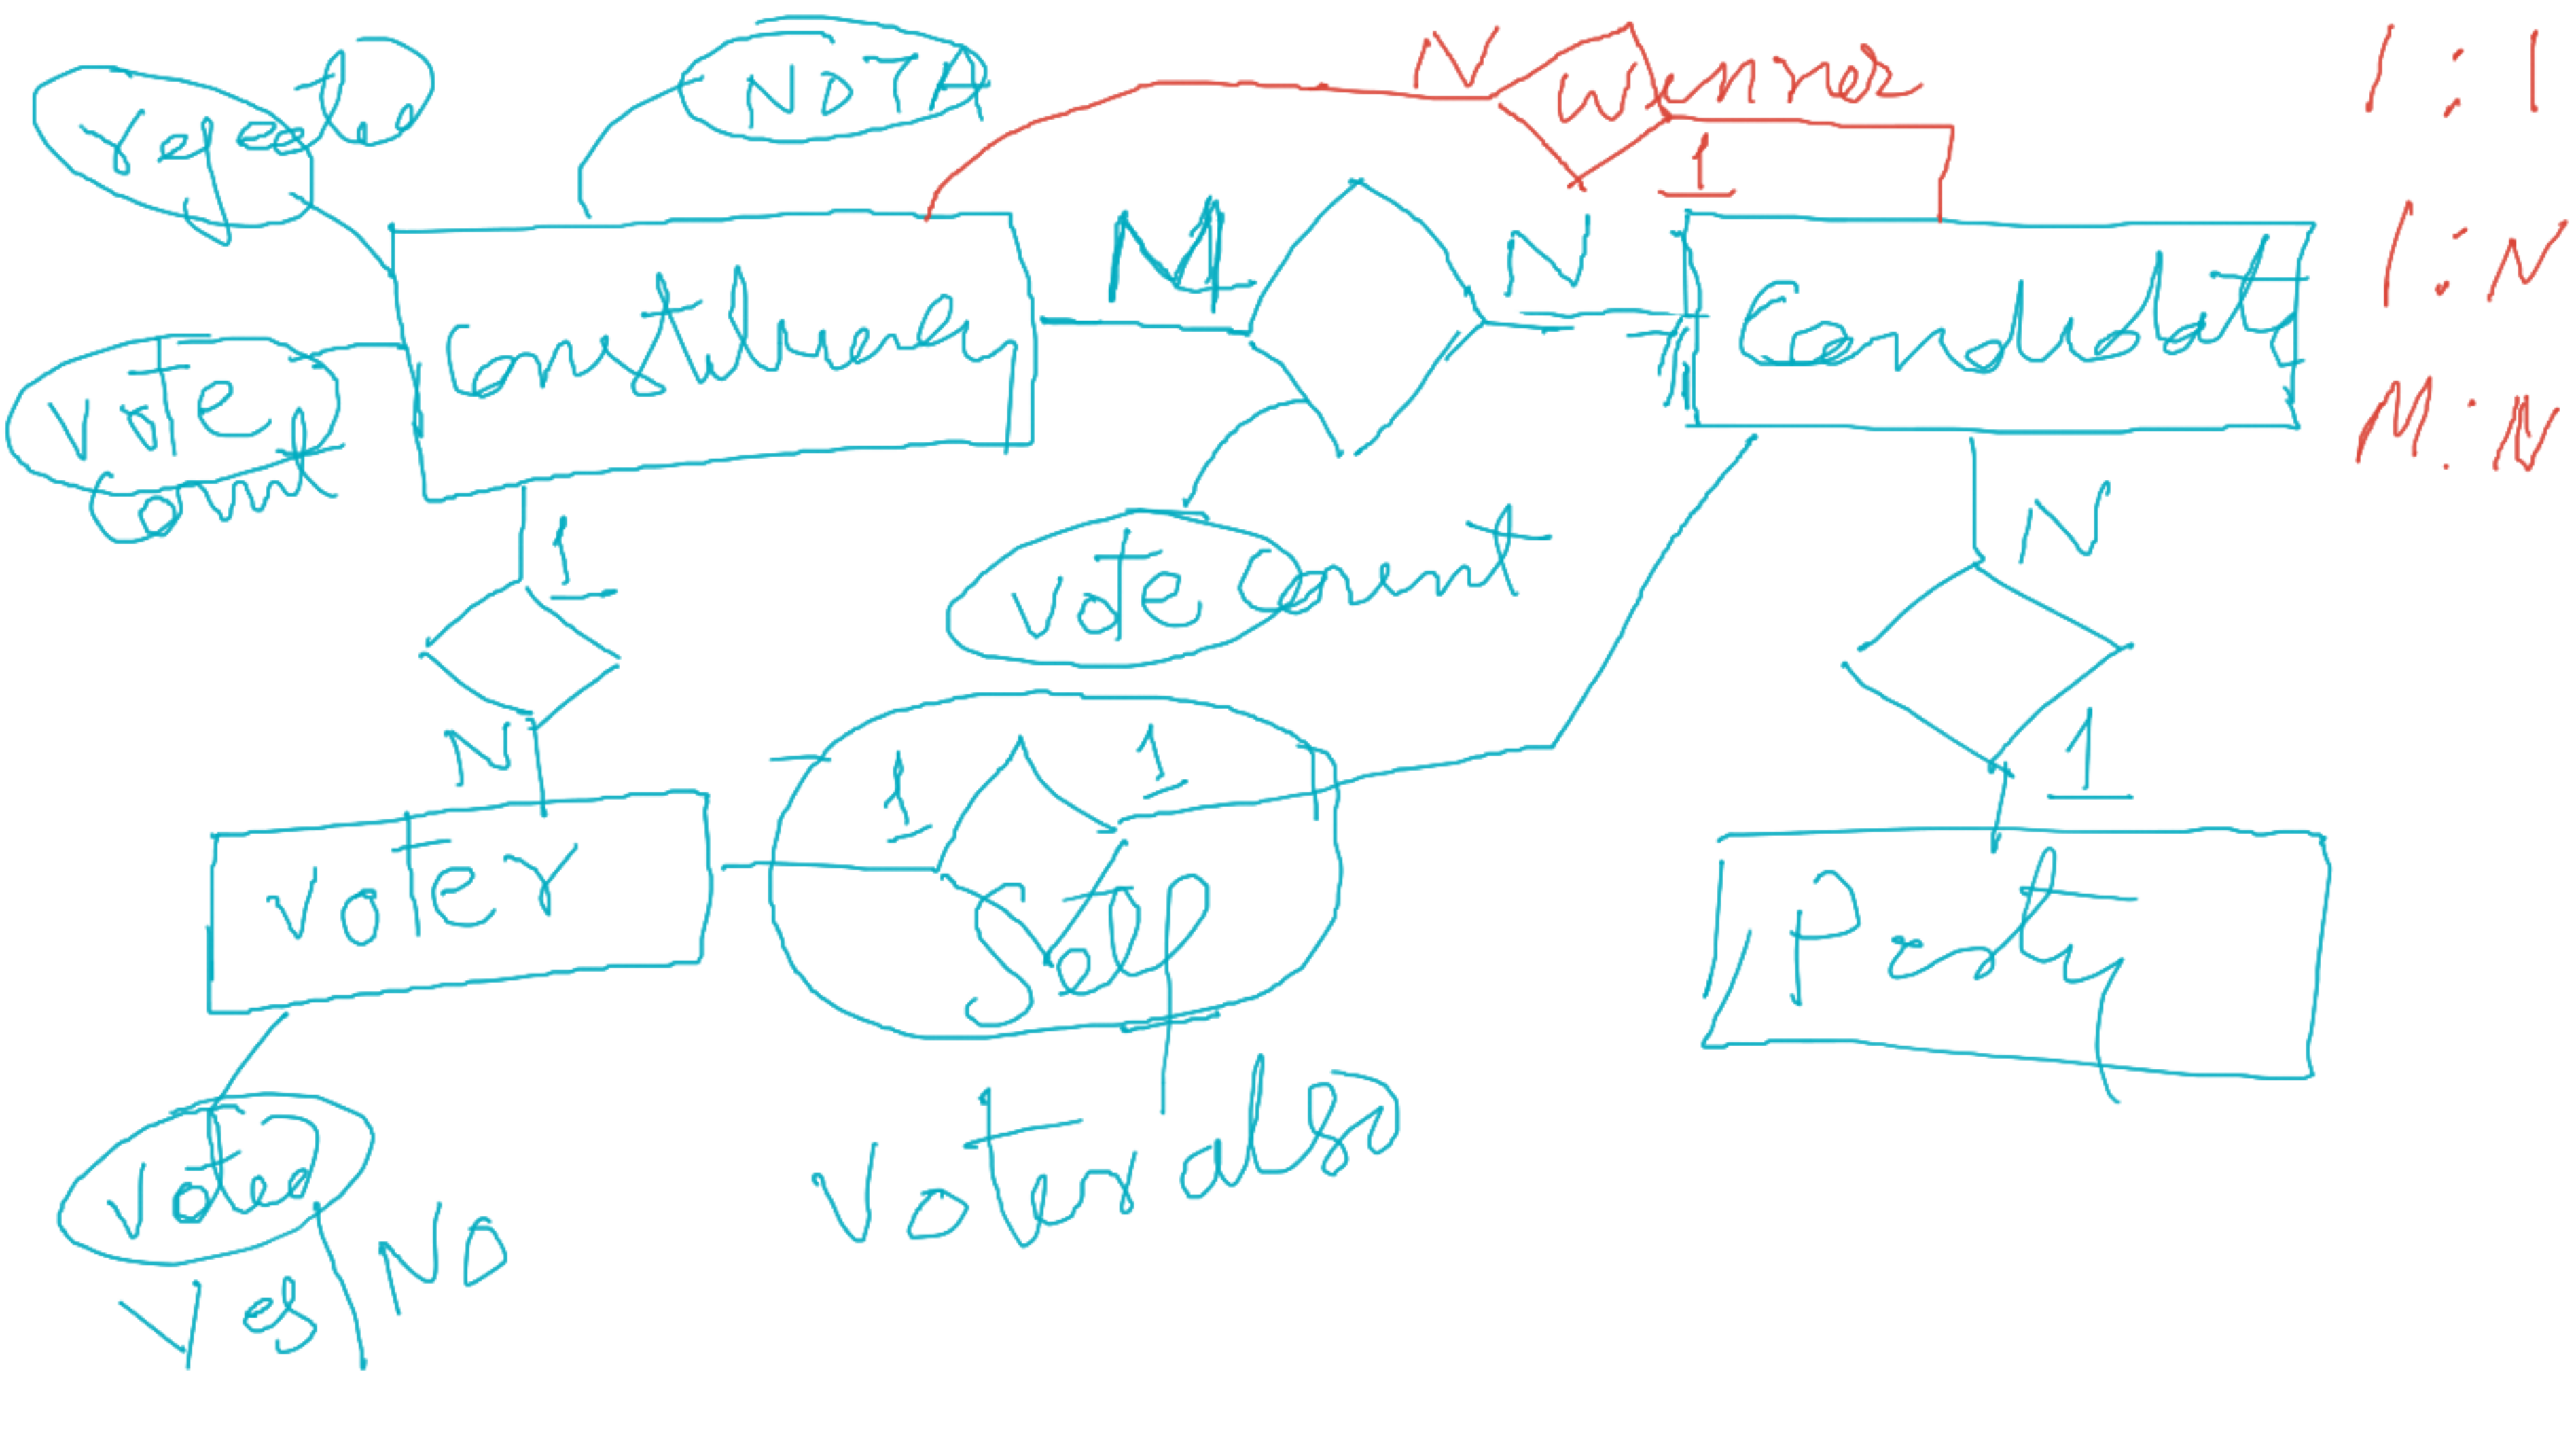 NOTA
N
Winner
1
1 : 1
1 : N
M : N
M
N
Constituency
Candidate
Vote
Count
1
N
Vote Count
N
1
1
1
Voter
Self
Party
Voted
Voter also
Yes
No